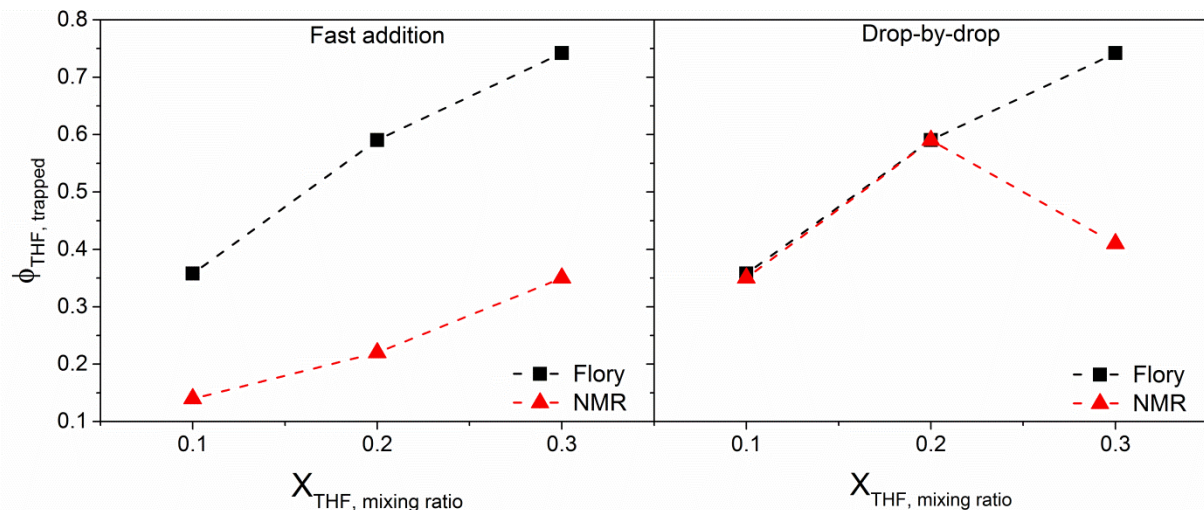 Fast addition
Drop-by-drop
0.8
0.7
0.6
0.5
0.4
0.3
0.2
0.1
ϕTHF, trapped
Flory
NMR
Flory
NMR
0.1 0.2 0.3
0.1 0.2 0.3
XTHF, mixing ratio
XTHF, mixing ratio